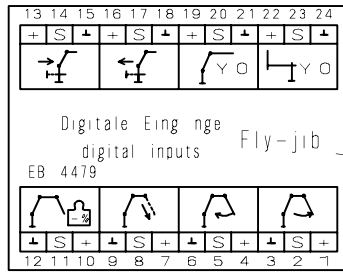 13 14 15 16 17 18 19 20 21 22 23 24
+ S ⊥ + S ⊥ + S ⊥ + S ⊥
Y O Y O
Digitale Eing nge
digital inputs
Fly-jib
EB 4479
- %
⊥ S + ⊥ S + ⊥ S + ⊥ S +
12 11 10 9 8 7 6 5 4 3 2 1